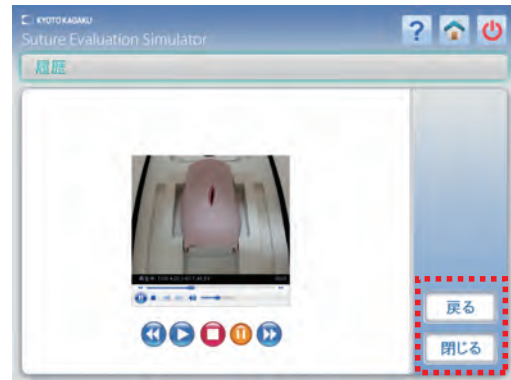 KYOTO KAGAKU
Suture Evaluation Simulator
?
履歴
戻る
閉じる